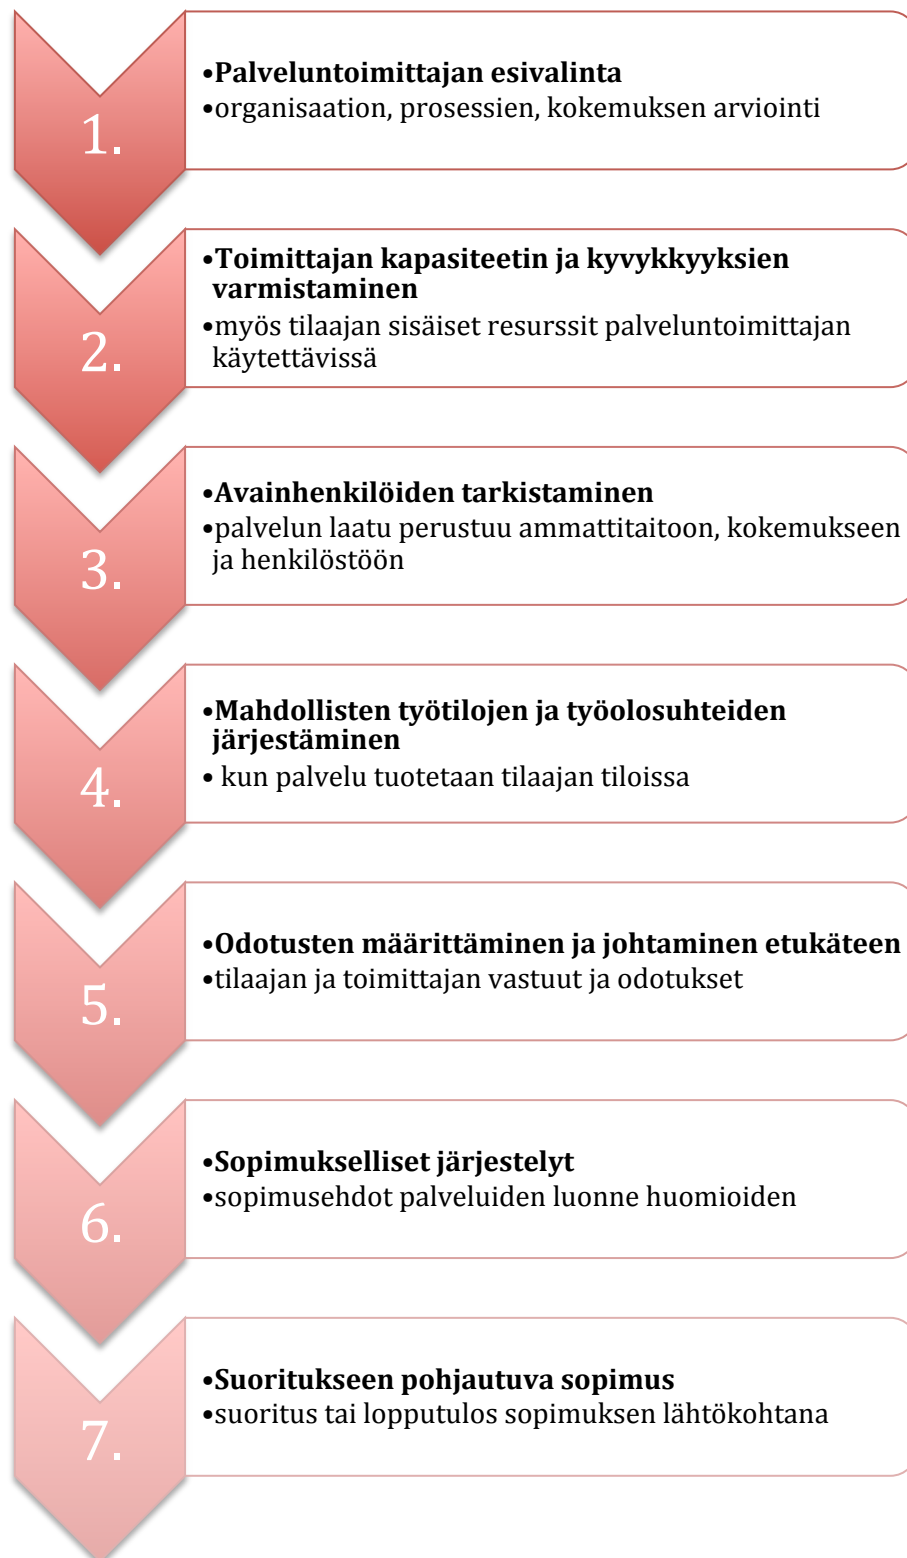 1.
•Palveluntoimittajan esivalinta
•organisaation, prosessien, kokemuksen arviointi
2.
•Toimittajan kapasiteetin ja kyvykkyyksien
varmistaminen
•myös tilaajan sisäiset resurssit palveluntoimittajan
käytettävissä
3.
•Avainhenkilöiden tarkistaminen
•palvelun laatu perustuu ammattitaitoon, kokemukseen
ja henkilöstöön
4.
•Mahdollisten työtilojen ja työolosuhteiden
järjestäminen
• kun palvelu tuotetaan tilaajan tiloissa
5.
•Odotusten määrittäminen ja johtaminen etukäteen
•tilaajan ja toimittajan vastuut ja odotukset
6.
•Sopimukselliset järjestelyt
•sopimusehdot palveluiden luonne huomioiden
7.
•Suoritukseen pohjautuva sopimus
•suoritus tai lopputulos sopimuksen lähtökohtana